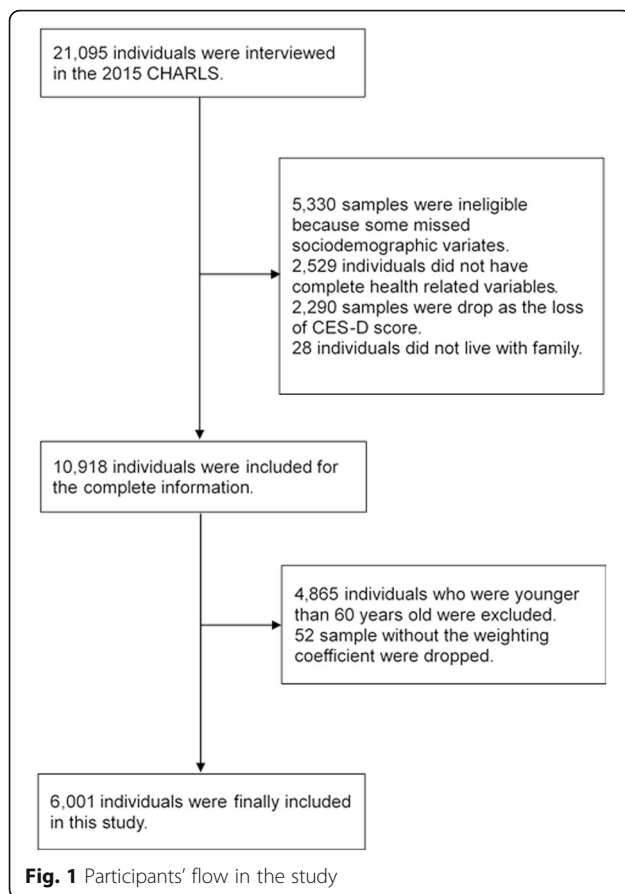 21,095 individuals were interviewed
in the 2015 CHARLS.
5,330 samples were ineligible
because some missed
sociodemographic variates.
2,529 individuals did not have
complete health related variables.
2,290 samples were drop as the loss
of CES-D score.
28 individuals did not live with family.
10,918 individuals were included for
the complete information.
4,865 individuals who were younger
than 60 years old were excluded.
52 sample without the weighting
coefficient were dropped.
6,001 individuals were finally included
in this study.
Fig. 1 Participants' flow in the study